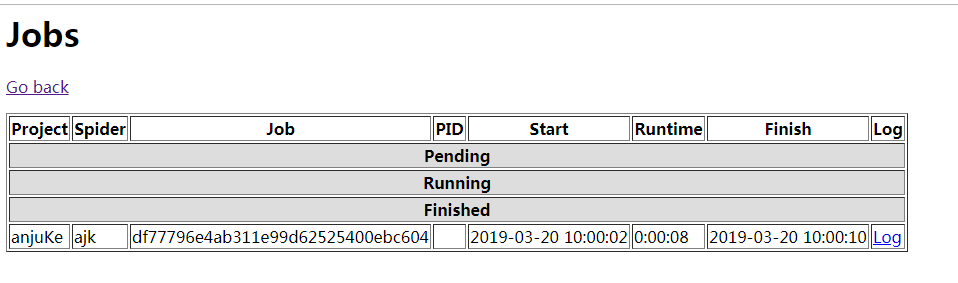 Jobs
Go back
Project Spider Job PID Start Runtime Finish Log
Pending
Running
Finished
anjuKe ajk df77796e4ab311e99d62525400ebc604 2019-03-20 10:00:02 0:00:08 2019-03-20 10:00:10 Log